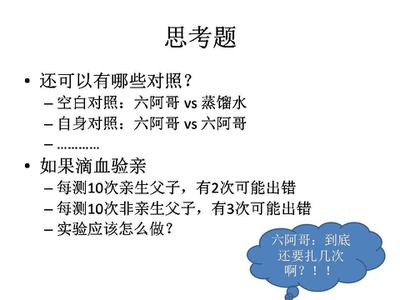 思考题
• 还可以有哪些对照？
– 空白对照：六阿哥 vs 蒸馏水
– 自身对照：六阿哥 vs 六阿哥
– …………
• 如果滴血验亲
– 每测10次亲生父子，有2次可能出错
– 每测10次非亲生父子，有3次可能出错
– 实验应该怎么做？
六阿哥：到底
还要扎几次
啊？！！